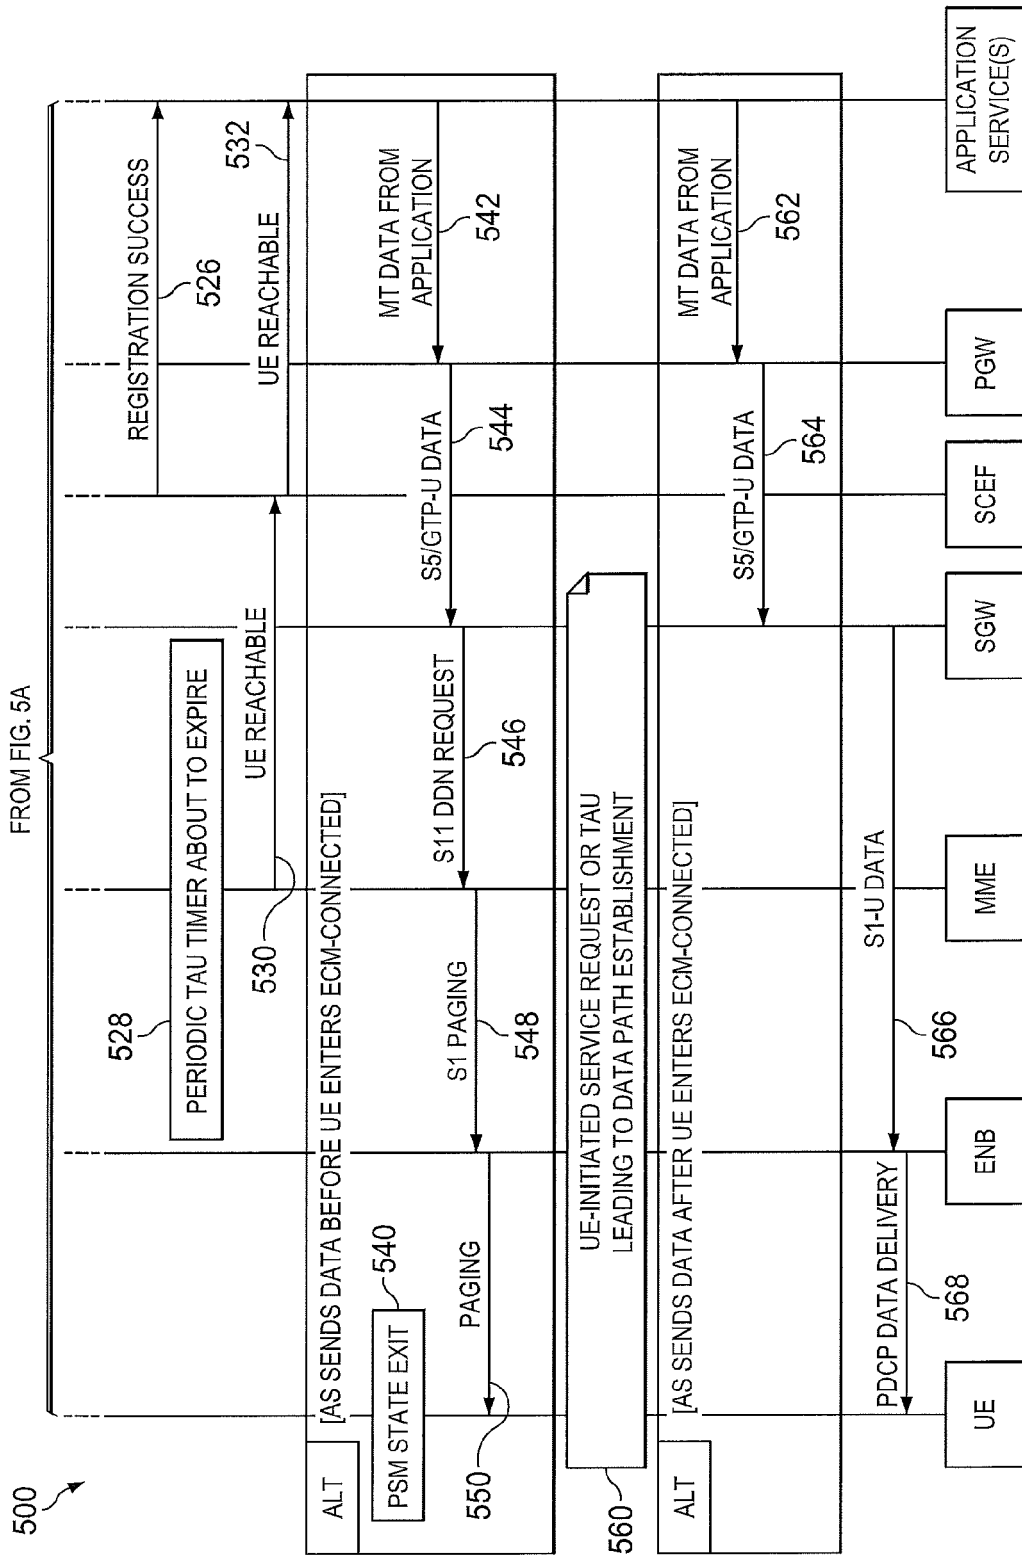 FROM FIG. 5A
500
REGISTRATION SUCCESS
526
528
PERIODIC TAU TIMER ABOUT TO EXPIRE
UE REACHABLE
530
UE REACHABLE
532
ALT
[AS SENDS DATA BEFORE UE ENTERS ECM-CONNECTED]
PSM STATE EXIT
540
MT DATA FROM
APPLICATION
542
S5/GTP-U DATA
544
S11 DDN REQUEST
546
S1 PAGING
548
PAGING
550
UE-INITIATED SERVICE REQUEST OR TAU
LEADING TO DATA PATH ESTABLISHMENT
560
ALT
[AS SENDS DATA AFTER UE ENTERS ECM-CONNECTED]
MT DATA FROM
APPLICATION
562
S5/GTP-U DATA
564
S1-U DATA
566
PDCP DATA DELIVERY
568
UE
ENB
MME
SGW
SCEF
PGW
APPLICATION
SERVICE(S)